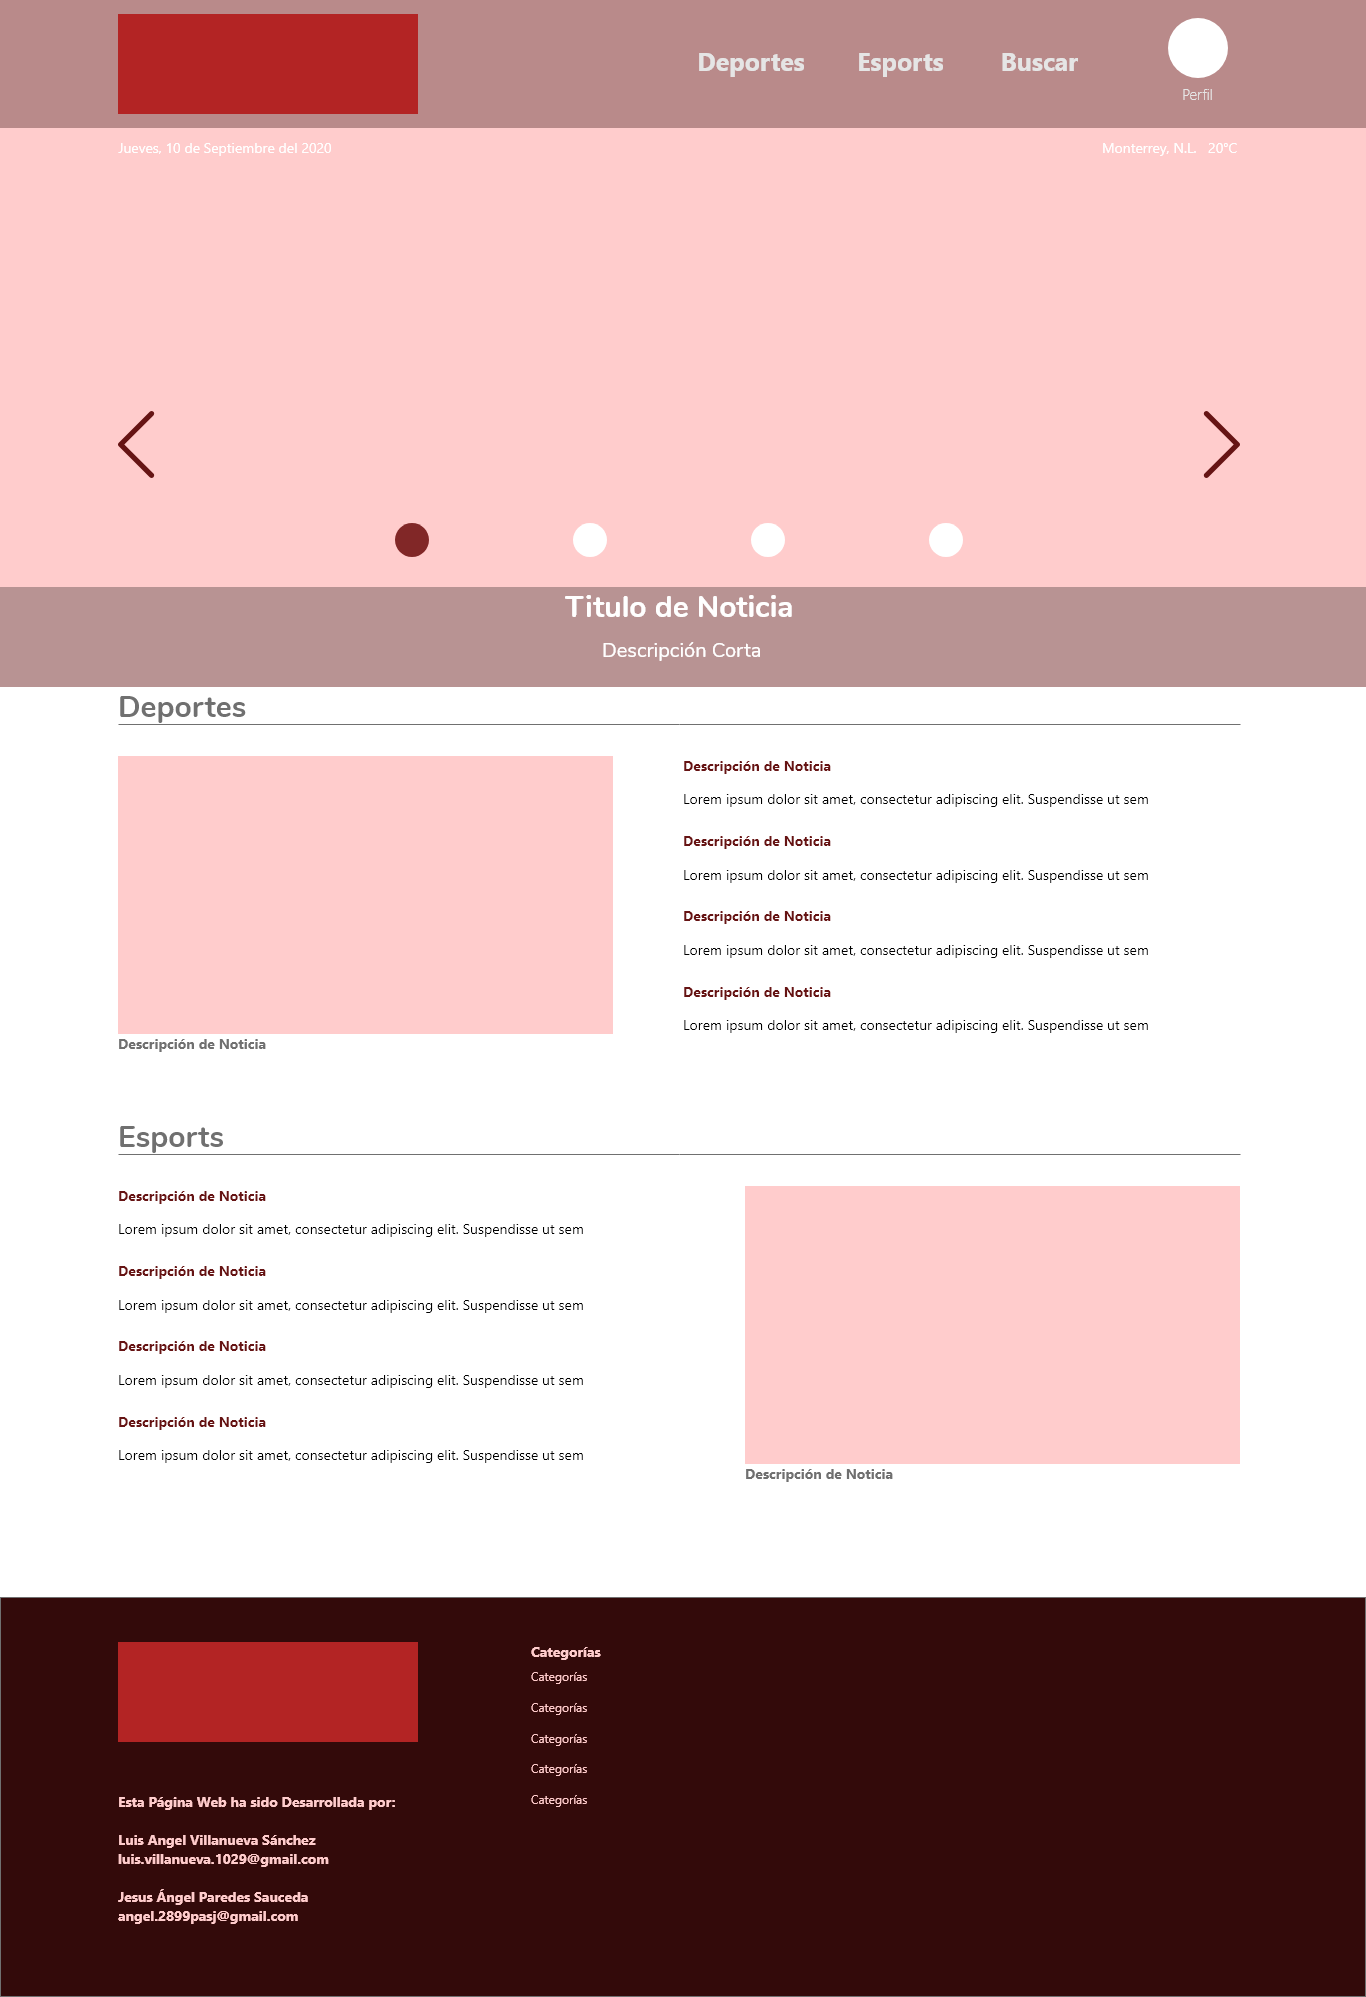 Deportes Esports Buscar
Perfil
Jueves, 10 de Septiembre del 2020 Monterrey, N.L. 20°C
Titulo de Noticia
Descripción Corta
Deportes
Descripción de Noticia
Descripción de Noticia
Lorem ipsum dolor sit amet, consectetur adipiscing elit. Suspendisse ut sem
Descripción de Noticia
Lorem ipsum dolor sit amet, consectetur adipiscing elit. Suspendisse ut sem
Descripción de Noticia
Lorem ipsum dolor sit amet, consectetur adipiscing elit. Suspendisse ut sem
Descripción de Noticia
Lorem ipsum dolor sit amet, consectetur adipiscing elit. Suspendisse ut sem
Esports
Descripción de Noticia
Lorem ipsum dolor sit amet, consectetur adipiscing elit. Suspendisse ut sem
Descripción de Noticia
Lorem ipsum dolor sit amet, consectetur adipiscing elit. Suspendisse ut sem
Descripción de Noticia
Lorem ipsum dolor sit amet, consectetur adipiscing elit. Suspendisse ut sem
Descripción de Noticia
Lorem ipsum dolor sit amet, consectetur adipiscing elit. Suspendisse ut sem
Descripción de Noticia
Esta Página Web ha sido Desarrollada por:
Luis Angel Villanueva Sánchez
luis.villanueva.1029@gmail.com
Jesus Ángel Paredes Sauceda
angel.2899pasj@gmail.com
Categorías
Categorías
Categorías
Categorías
Categorías
Categorías